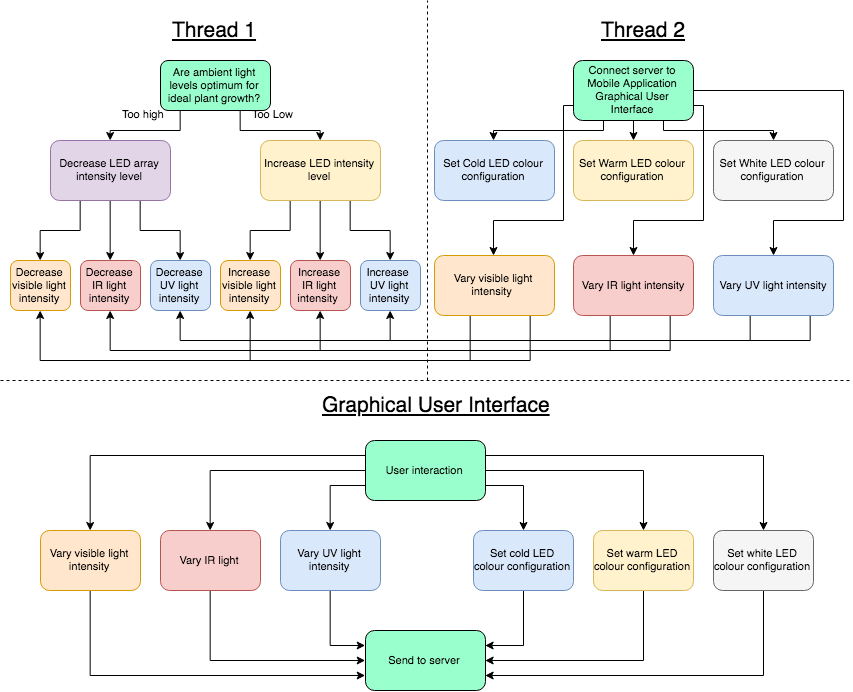 Thread 1
Are ambient light
levels optimum for
ideal plant growth?
Too high
Too Low
Decrease LED array
intensity level
Increase LED intensity
level
Decrease
visible light
intensity
Decrease
IR light
intensity
Decrease
UV light
intensity
Increase
visible light
intensity
Increase
IR light
intensity
Increase
UV light
intensity
Thread 2
Connect server to
Mobile Application
Graphical User
Interface
Set Cold LED colour
configuration
Set Warm LED colour
configuration
Set White LED colour
configuration
Vary visible light
intensity
Vary IR light intensity
Vary UV light intensity
Graphical User Interface
User interaction
Vary visible light
intensity
Vary IR light
Vary UV light
intensity
Set cold LED
colour configuration
Set warm LED
colour configuration
Set white LED
colour configuration
Send to server